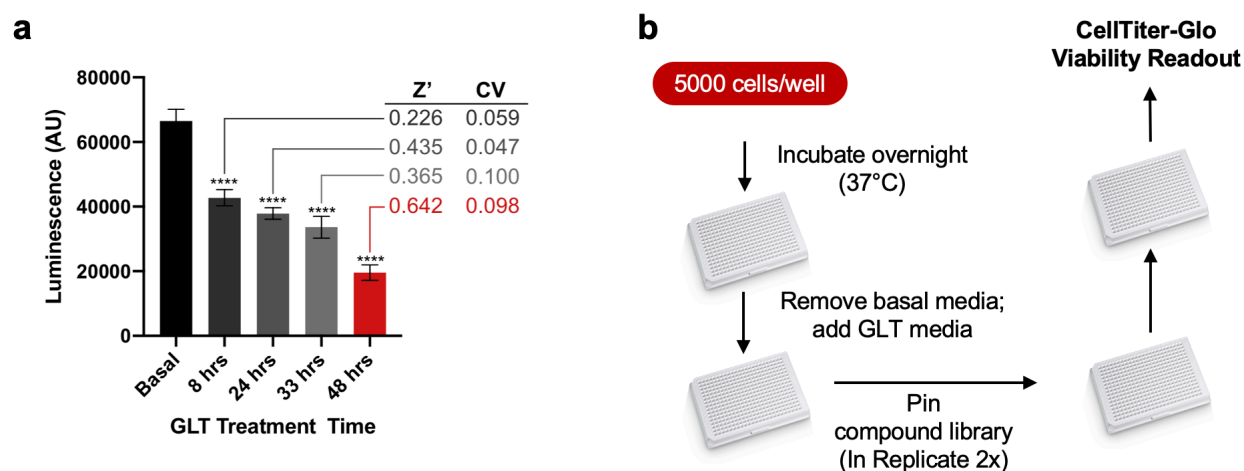 a
80000
60000
40000
20000
0
Luminescence (AU)
Z’ CV
0.226 0.059
0.435 0.047
0.365 0.100
0.642 0.098
****
****
****
****
Basal
8 hrs
24 hrs
33 hrs
48 hrs
GLT Treatment Time
b
5000 cells/well
Incubate overnight
(37°C)
Remove basal media;
add GLT media
Pin
compound library
(In Replicate 2x)
CellTiter-Glo
Viability Readout